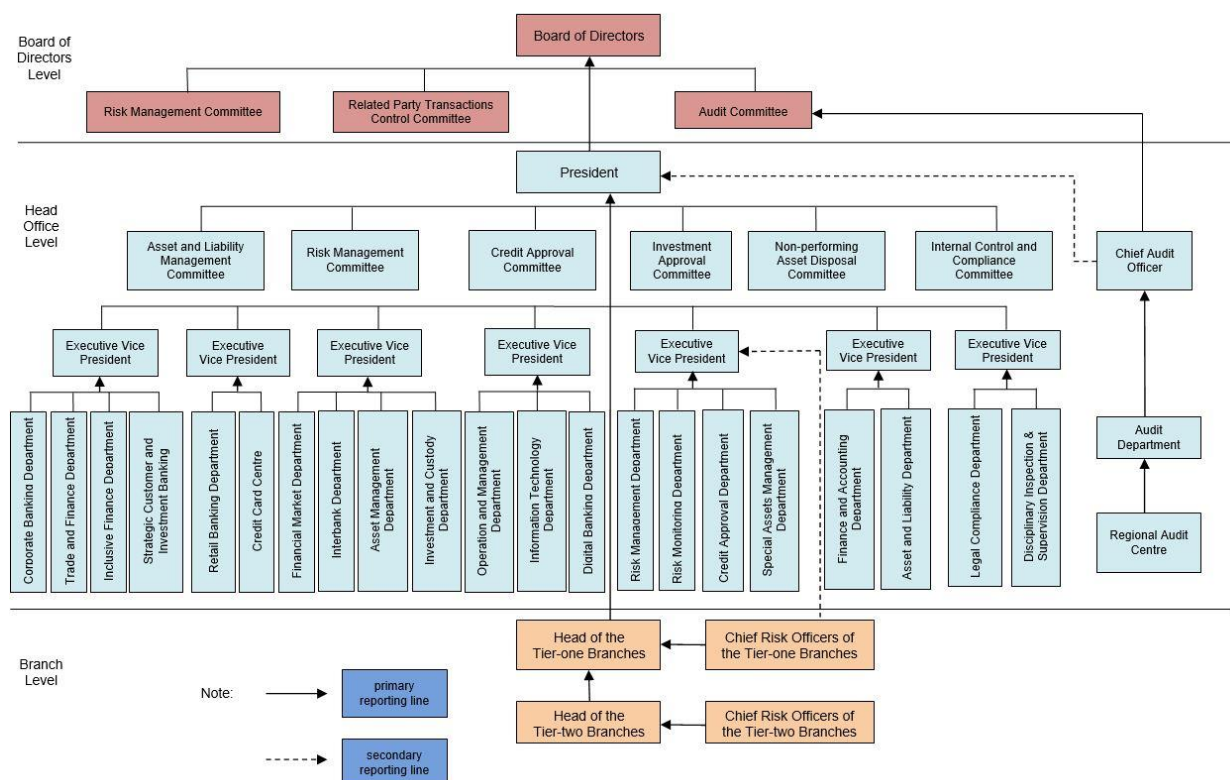 Board of
Directors
Level
Board of Directors
Risk Management Committee
Related Party Transactions
Control Committee
Audit Committee
Head
Office
Level
President
Asset and Liability
Management
Committee
Risk Management
Committee
Credit Approval
Committee
Investment
Approval
Committee
Non-performing
Asset Disposal
Committee
Internal Control and
Compliance
Committee
Chief Audit
Officer
Executive Vice
President
Executive
Vice President
Executive Vice
President
Executive Vice
President
Executive
Vice President
Executive
Vice President
Executive Vice
President
Corporate Banking Department
Trade and Finance Department
Inclusive Finance Department
Strategic Customer and
Investment Banking
Retail Banking Department
Credit Card Centre
Financial Market Department
Interbank Department
Asset Management
Department
Investment and Custody
Department
Operation and Management
Department
Information Technology
Department
Digital Banking Department
Risk Management Department
Risk Monitoring Department
Credit Approval Department
Special Assets Management
Department
Finance and Accounting
Department
Asset and Liability Department
Legal Compliance Department
Disciplinary Inspection &
Supervision Department
Audit
Department
Regional Audit
Centre
Branch
Level
Head of the
Tier-one Branches
Chief Risk Officers of
the Tier-one Branches
Head of the
Tier-two Branches
Chief Risk Officers of
the Tier-two Branches
Note:
primary
reporting line
secondary
reporting line